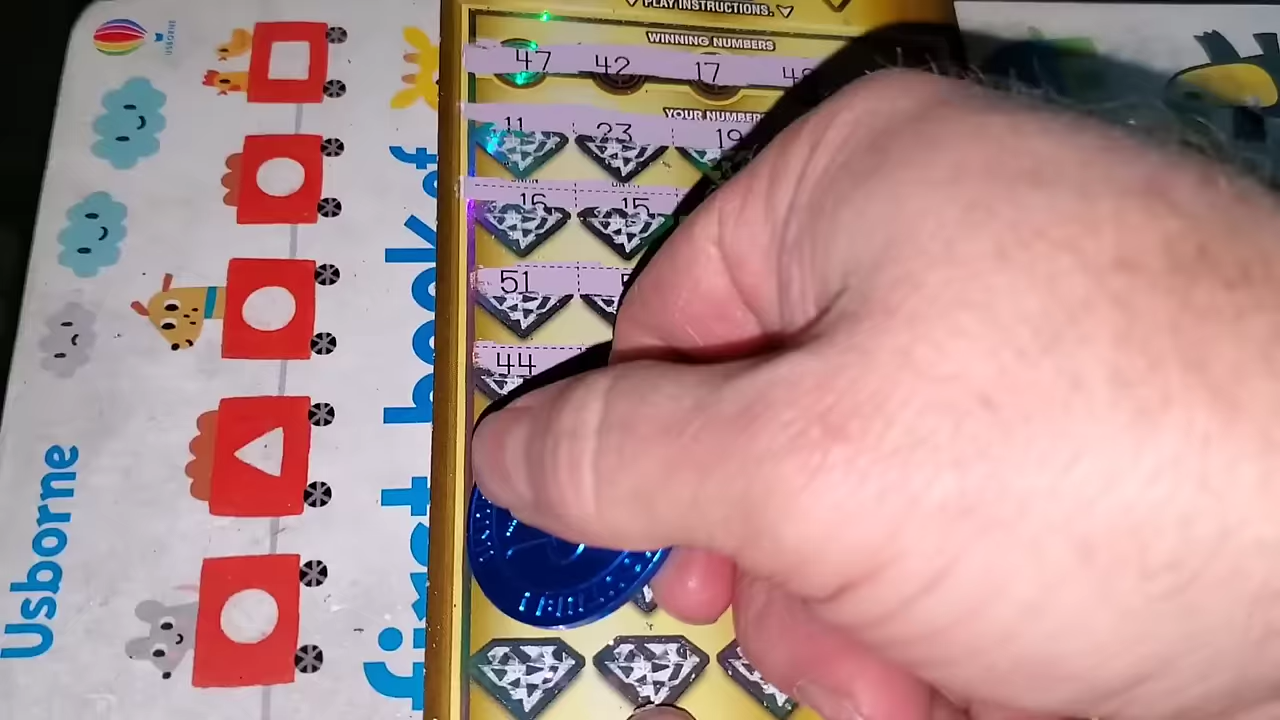 USBORNE
Usborne
first book of
PLAY INSTRUCTIONS.
WINNING NUMBERS
47 42 17
YOUR NUMBERS
11 23 19
16 15
51
44